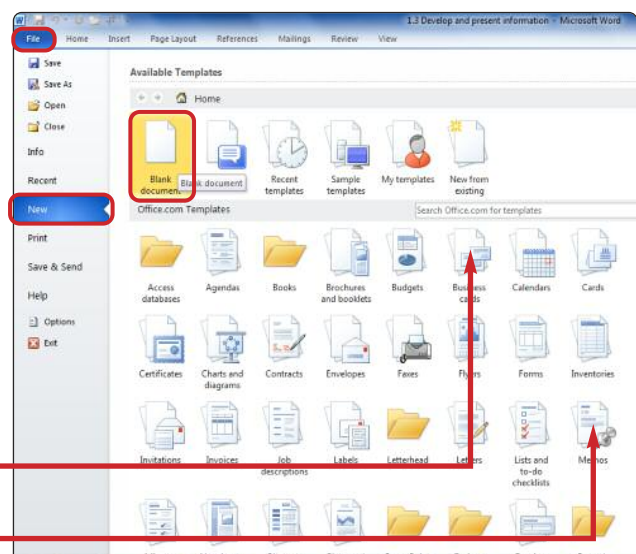 1.3 Develop and present information - Microsoft Word
File Home Insert Page Layout References Mailings Review View
Save
Save As
Open
Close
Info
Recent
New
Print
Save & Send
Help
Options
Exit
Available Templates
Home
Blank document
Blank document
Recent templates
Sample templates
My templates
New from existing
Office.com Templates
Search Office.com for templates
Access databases
Agendas
Books
Brochures and booklets
Budgets
Business cards
Calendars
Cards
Certificates
Charts and diagrams
Contracts
Envelopes
Faxes
Flyers
Forms
Inventories
Invitations
Invoices
Job descriptions
Labels
Letterhead
Letters
Lists and to-do checklists
Memos